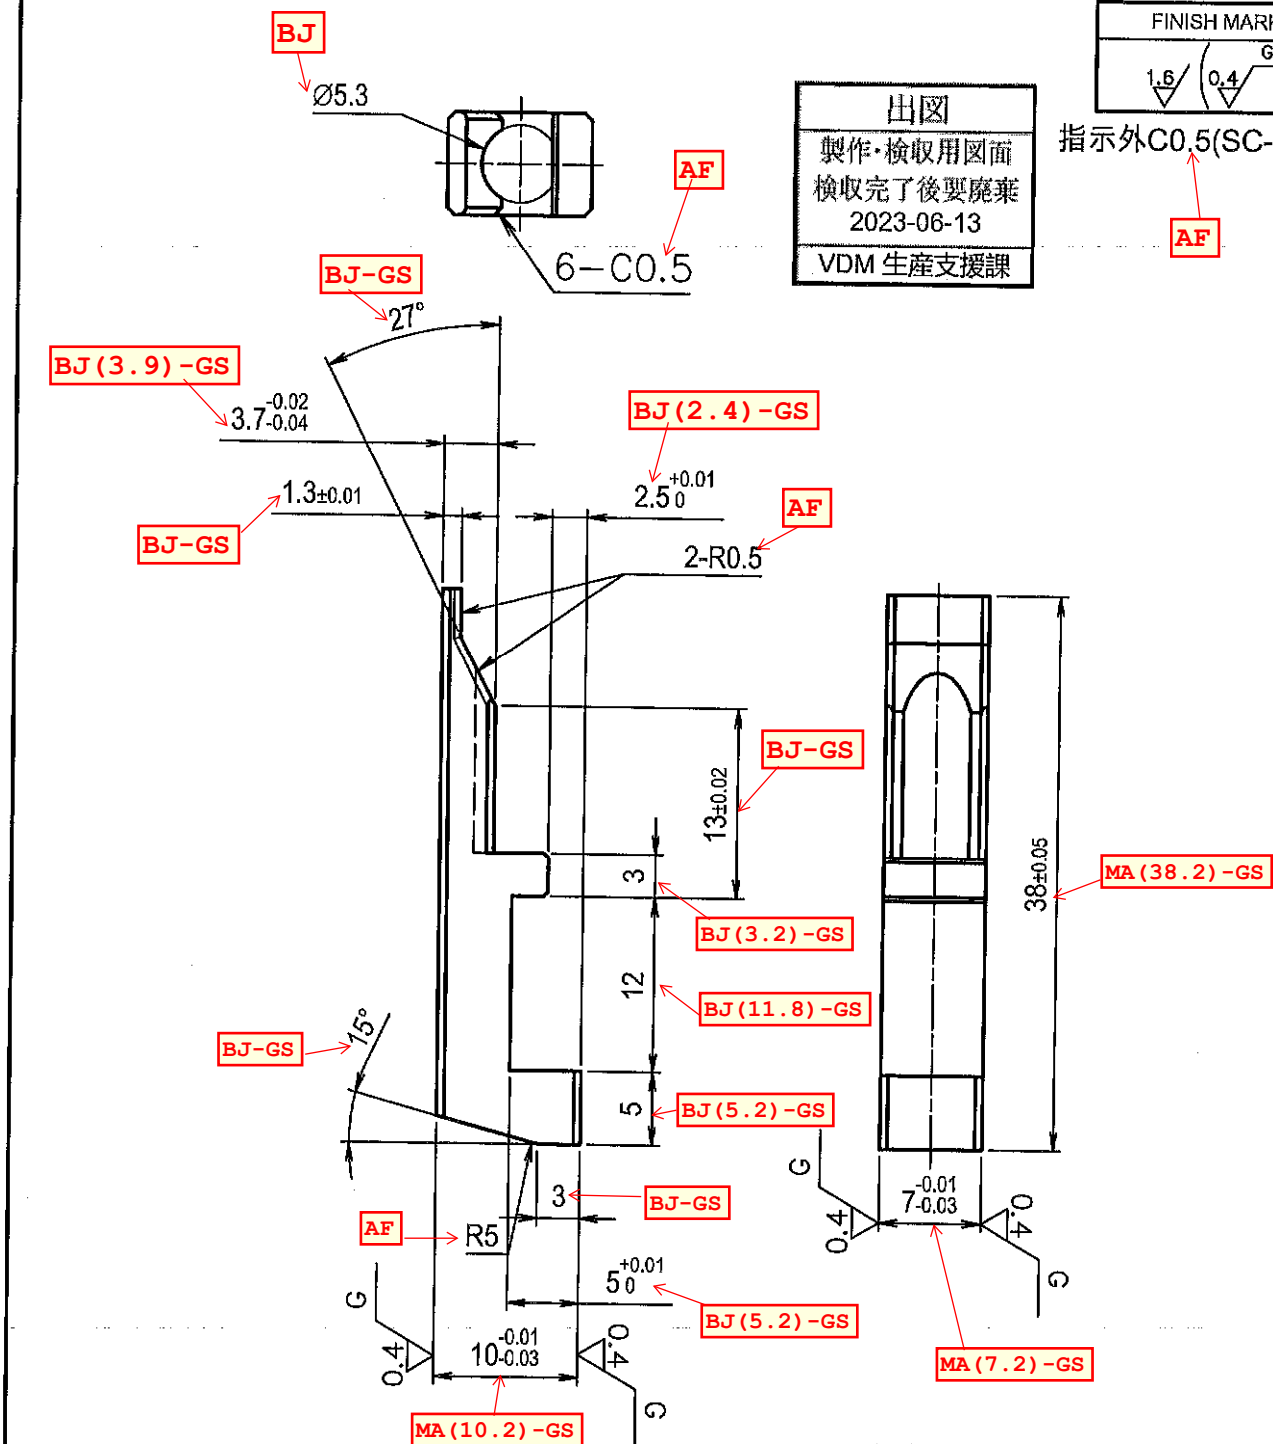 BJ
Ø5.3
AF
6-C0.5
FINISH MAR
G
1.6
0.4
指示外C0.5(SC-
AF
出図
製作・検収用図面
検収完了後要廃棄
2023-06-13
VDM 生産支援課
BJ-GS
27°
BJ(3.9)-GS
3.7 -0.02 -0.04
BJ(2.4)-GS
2.5 +0.01 0
1.3±0.01
BJ-GS
AF
2-R0.5
BJ-GS
13±0.02
3
BJ(3.2)-GS
38±0.05
MA(38.2)-GS
12
BJ(11.8)-GS
15°
BJ-GS
5
BJ(5.2)-GS
3
BJ-GS
AF
R5
5 +0.01 0
BJ(5.2)-GS
G
0.4
10 -0.01 -0.03
0.4
G
MA(10.2)-GS
G
0.4
7 -0.01 -0.03
0.4
G
MA(7.2)-GS